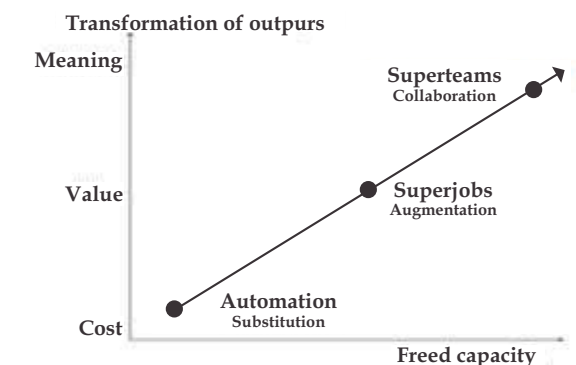 Transformation of outpurs
Meaning
Superteams
Collaboration
Value
Superjobs
Augmentation
Automation
Substitution
Cost
Freed capacity